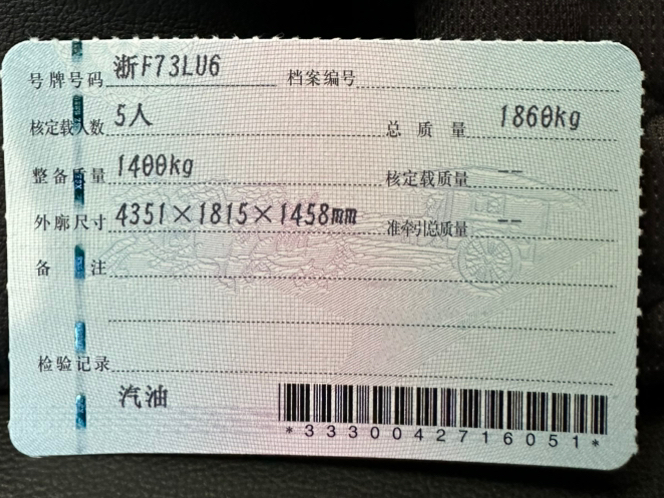 号牌号码 浙F73LU6 档案编号
核定载人数 5人 总质量 1860kg
整备质量 1400kg 核定载质量 --
外廓尺寸 4351×1815×1458mm 准牵引总质量 --
备注
检验记录
汽油
*3330042716051*